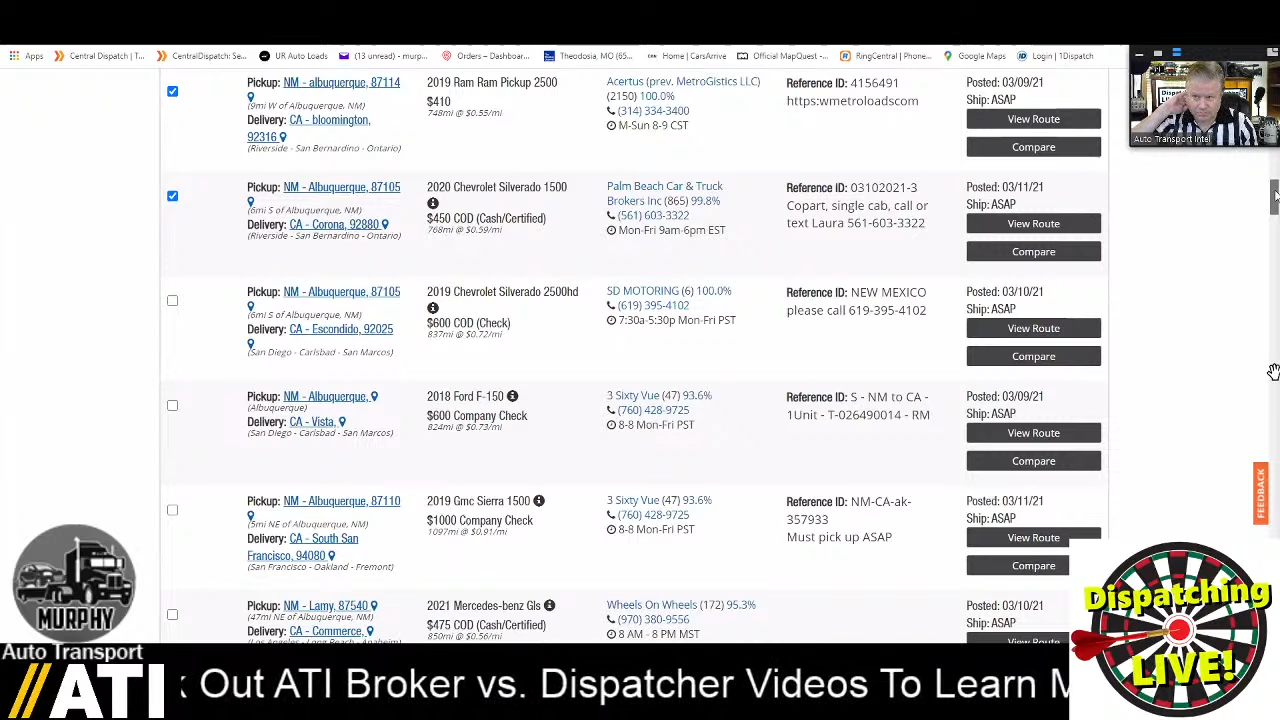 Apps
Central Dispatch | T...
CentralDispatch: Se...
UR Auto Loads
(13 unread) - murp...
Orders – Dashboar...
Theodosia, MO (65...
Home | CarsArrive
Official MapQuest -...
RingCentral | Phone...
Google Maps
Login | 1Dispatch
Auto Transport Intel
Pickup: NM - albuquerque, 87114
(9mi W of Albuquerque, NM)
Delivery: CA - bloomington,
92316
(Riverside - San Bernardino - Ontario)
2019 Ram Ram Pickup 2500
$410
748mi @ $0.55/mi
Acertus (prev. MetroGistics LLC)
(2150) 100.0%
(314) 334-3400
M-Sun 8-9 CST
Reference ID: 4156491
https:wmetroloadscom
Posted: 03/09/21
Ship: ASAP
View Route
Compare
Pickup: NM - Albuquerque, 87105
(6mi S of Albuquerque, NM)
Delivery: CA - Corona, 92880
(Riverside - San Bernardino - Ontario)
2020 Chevrolet Silverado 1500
$450 COD (Cash/Certified)
768mi @ $0.59/mi
Palm Beach Car & Truck
Brokers Inc (865) 99.8%
(561) 603-3322
Mon-Fri 9am-6pm EST
Reference ID: 03102021-3
Copart, single cab, call or
text Laura 561-603-3322
Posted: 03/11/21
Ship: ASAP
View Route
Compare
Pickup: NM - Albuquerque, 87105
(6mi S of Albuquerque, NM)
Delivery: CA - Escondido, 92025
(San Diego - Carlsbad - San Marcos)
2019 Chevrolet Silverado 2500hd
$600 COD (Check)
837mi @ $0.72/mi
SD MOTORING (6) 100.0%
(619) 395-4102
7:30a-5:30p Mon-Fri PST
Reference ID: NEW MEXICO
please call 619-395-4102
Posted: 03/10/21
Ship: ASAP
View Route
Compare
Pickup: NM - Albuquerque,
(Albuquerque)
Delivery: CA - Vista,
(San Diego - Carlsbad - San Marcos)
2018 Ford F-150
$600 Company Check
824mi @ $0.73/mi
3 Sixty Vue (47) 93.6%
(760) 428-9725
8-8 Mon-Fri PST
Reference ID: S - NM to CA -
1Unit - T-026490014 - RM
Posted: 03/09/21
Ship: ASAP
View Route
Compare
Pickup: NM - Albuquerque, 87110
(5mi NE of Albuquerque, NM)
Delivery: CA - South San
Francisco, 94080
(San Francisco - Oakland - Fremont)
2019 Gmc Sierra 1500
$1000 Company Check
1097mi @ $0.91/mi
3 Sixty Vue (47) 93.6%
(760) 428-9725
8-8 Mon-Fri PST
Reference ID: NM-CA-ak-
357933
Must pick up ASAP
Posted: 03/11/21
Ship: ASAP
View Route
Compare
Pickup: NM - Lamy, 87540
(47mi NE of Albuquerque, NM)
Delivery: CA - Commerce,
(Los Angeles - Long Beach - Anaheim)
2021 Mercedes-benz Gls
$475 COD (Cash/Certified)
850mi @ $0.56/mi
Wheels On Wheels (172) 95.3%
(970) 380-9556
8 AM - 8 PM MST
Posted: 03/10/21
Ship: ASAP
View Route
FEEDBACK
MURPHY
Auto Transport
ATI
Dispatching
LIVE!
k Out ATI Broker vs. Dispatcher Videos To Learn M